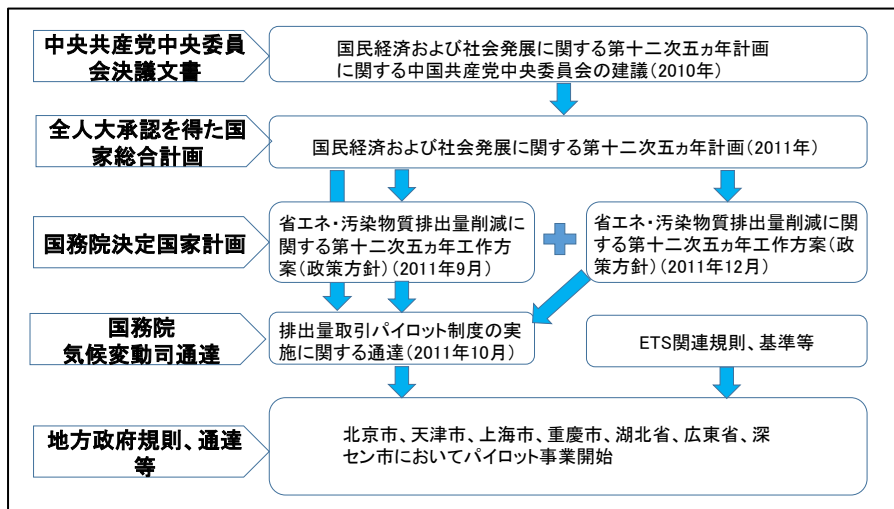 中央共産党中央委員
会決議文書
国民経済および社会発展に関する第十二次五ヵ年計画
に関する中国共産党中央委員会の建議(2010年)
全人大承認を得た国
家総合計画
国民経済および社会発展に関する第十二次五ヵ年計画(2011年)
国務院決定国家計画
省エネ・汚染物質排出量削減に
関する第十二次五ヵ年工作方
案(政策方針)(2011年9月)
省エネ・汚染物質排出量削減に関
する第十二次五ヵ年工作方案(政
策方針)(2011年12月)
国務院
気候変動司通達
排出量取引パイロット制度の実
施に関する通達(2011年10月)
ETS関連規則、基準等
地方政府規則、通達
等
北京市、天津市、上海市、重慶市、湖北省、広東省、深
セン市においてパイロット事業開始